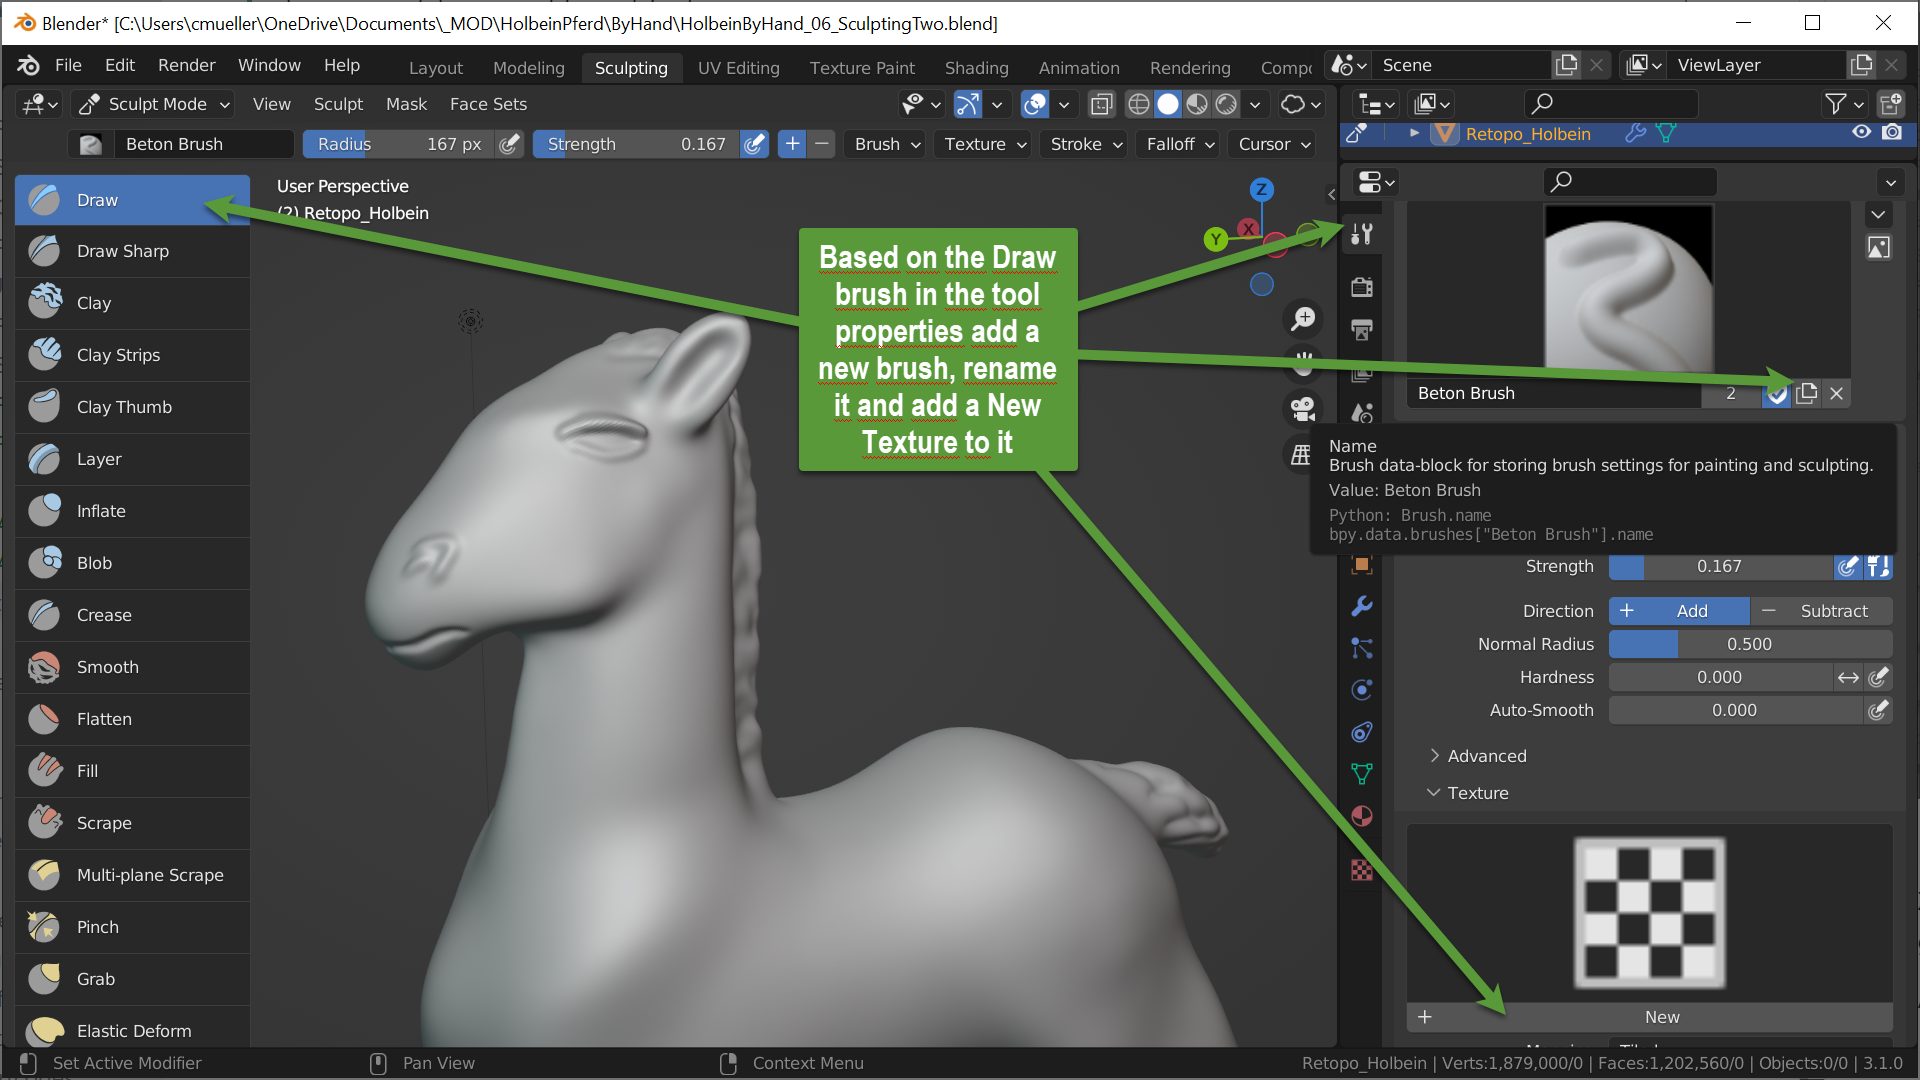 Blender* [C:\Users\cmueller\OneDrive\Documents\_MOD\HolbeinPferd\ByHand\HolbeinByHand_06_SculptingTwo.blend]
File Edit Render Window Help Layout Modeling Sculpting UV Editing Texture Paint Shading Animation Rendering Compo Scene ViewLayer
Sculpt Mode View Sculpt Mask Face Sets
Retopo_Holbein
Beton Brush Radius 167 px Strength 0.167 Brush Texture Stroke Falloff Cursor
User Perspective
(2) Retopo_Holbein
Draw
Draw Sharp
Clay
Clay Strips
Clay Thumb
Layer
Inflate
Blob
Crease
Smooth
Flatten
Fill
Scrape
Multi-plane Scrape
Pinch
Grab
Elastic Deform
Z
X
Y
Based on the Draw
brush in the tool
properties add a
new brush, rename
it and add a New
Texture to it
Beton Brush 2
Name
Brush data-block for storing brush settings for painting and sculpting.
Value: Beton Brush
Python: Brush.name
bpy.data.brushes["Beton Brush"].name
Strength 0.167
Direction + Add − Subtract
Normal Radius 0.500
Hardness 0.000
Auto-Smooth 0.000
Advanced
Texture
+ New
Set Active Modifier Pan View Context Menu Retopo_Holbein | Verts:1,879,000/0 | Faces:1,202,560/0 | Objects:0/0 | 3.1.0